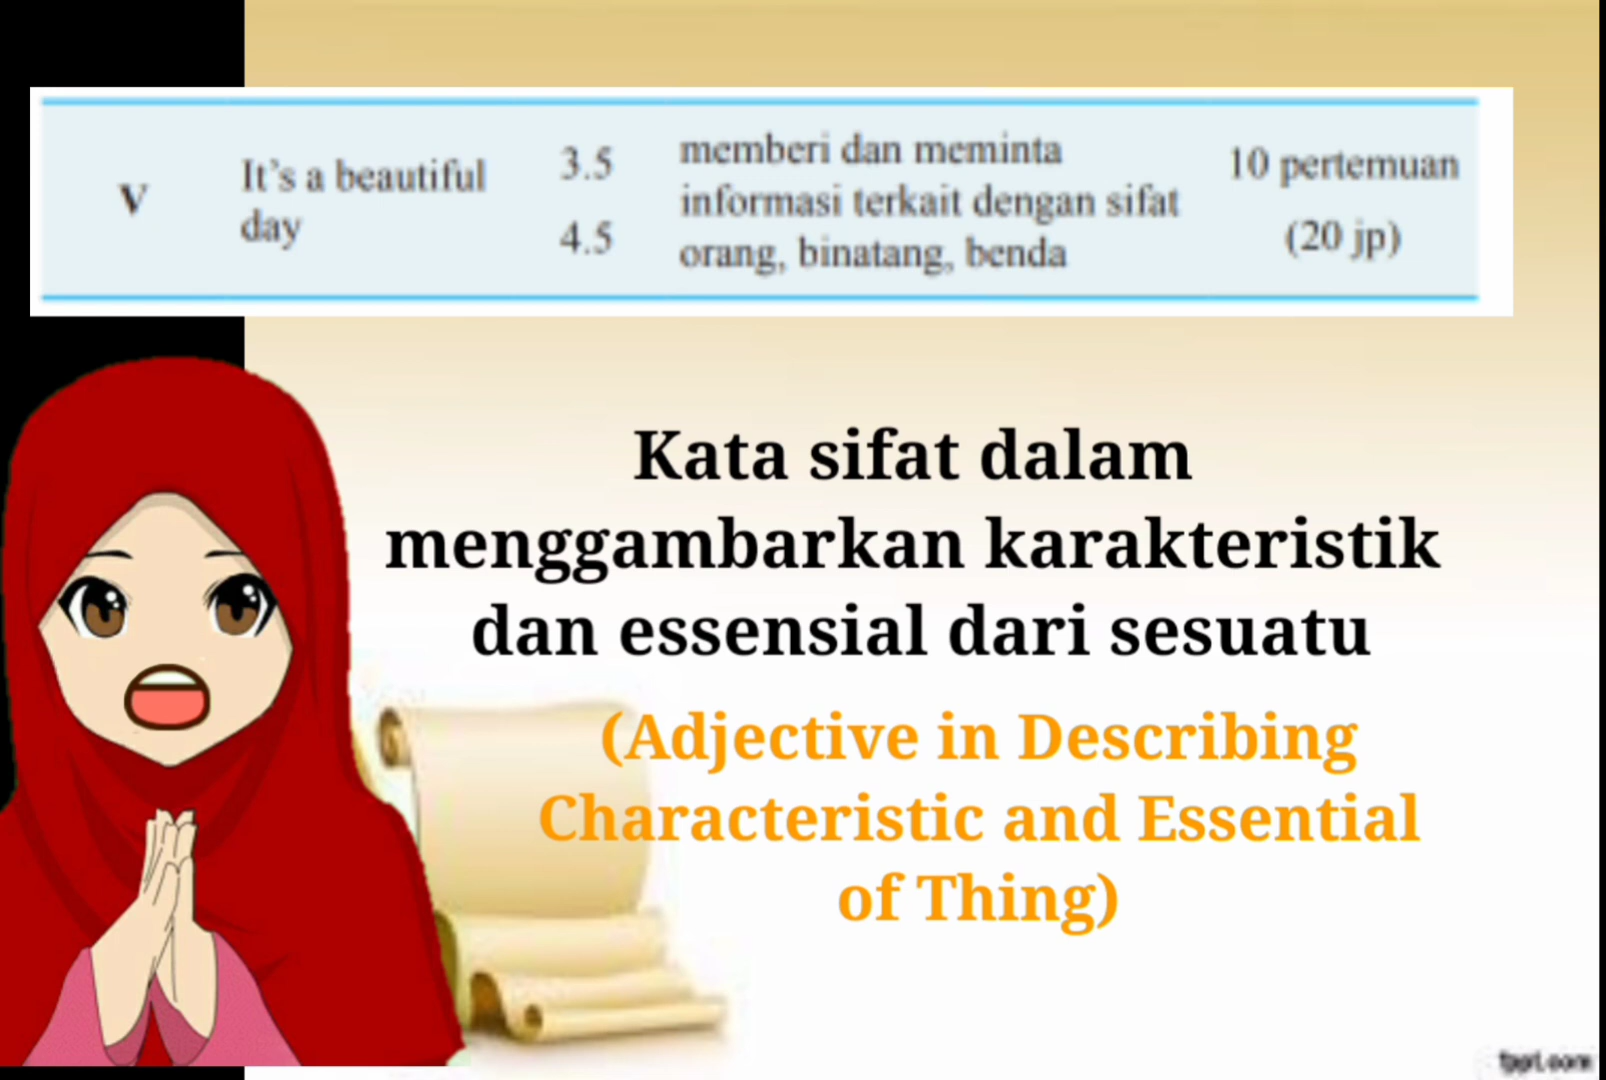 V
It's a beautiful
day
3.5
4.5
memberi dan meminta
informasi terkait dengan sifat
orang, binatang, benda
10 pertemuan
(20 jp)
Kata sifat dalam
menggambarkan karakteristik
dan essensial dari sesuatu
(Adjective in Describing
Characteristic and Essential
of Thing)
fppt.com